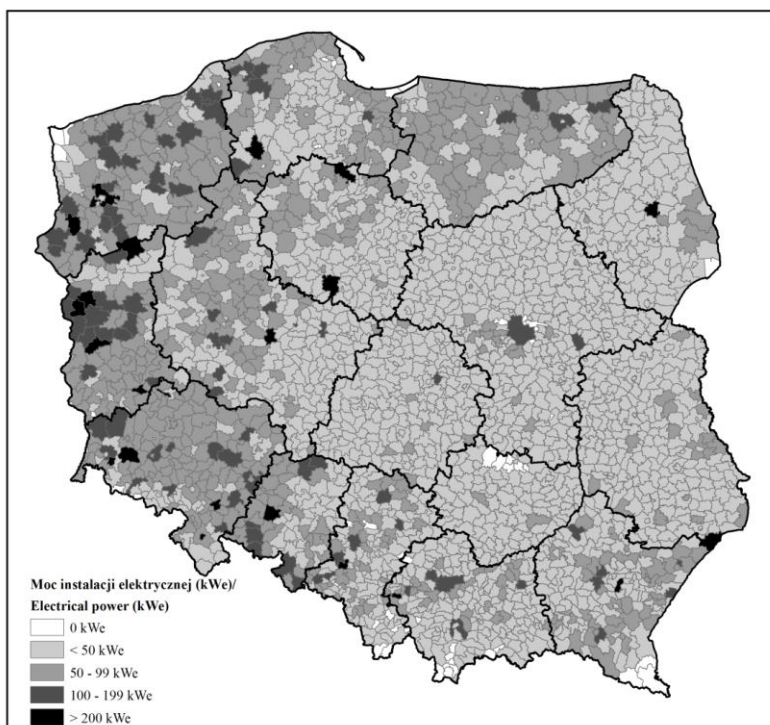 Moc instalacji elektrycznej (kWe)/
Electrical power (kWe)
0 kWe
< 50 kWe
50 - 99 kWe
100 - 199 kWe
> 200 kWe